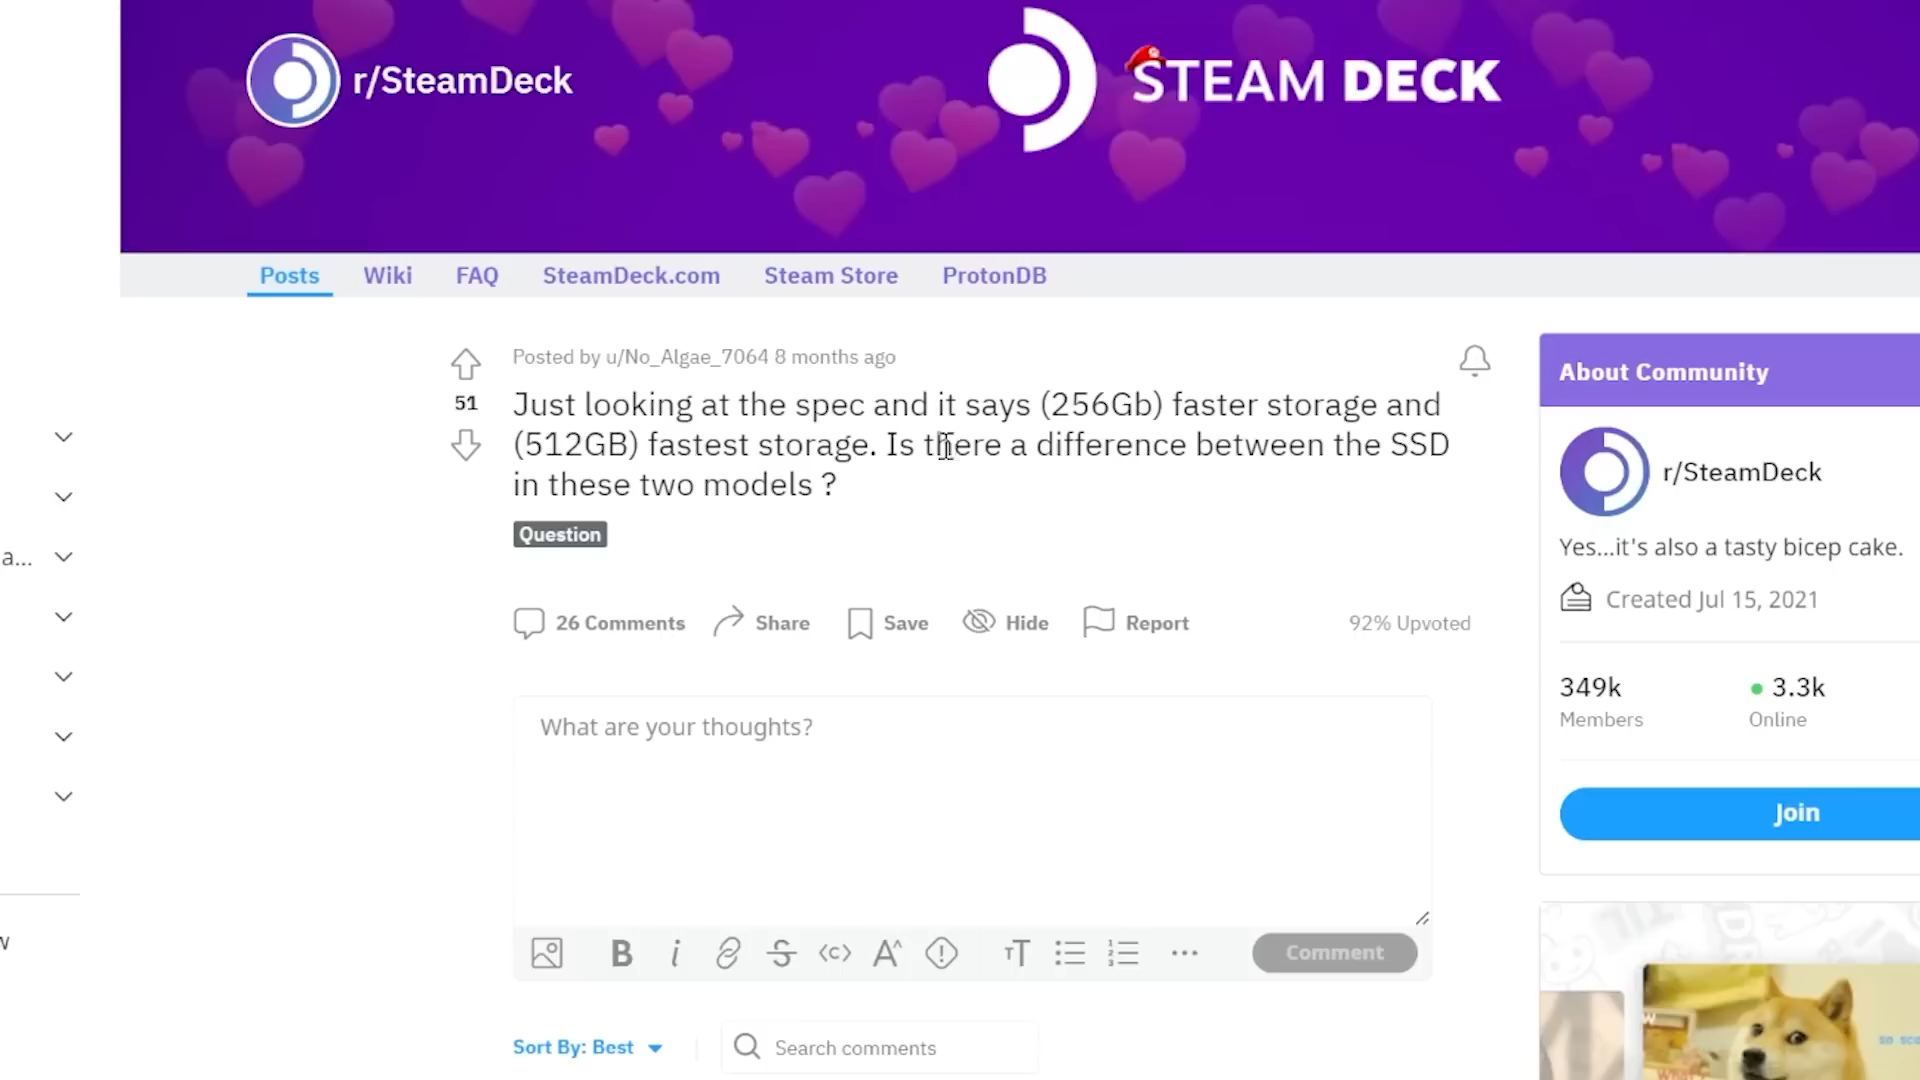 r/SteamDeck
STEAM DECK
Posts Wiki FAQ SteamDeck.com Steam Store ProtonDB
Posted by u/No_Algae_7064 8 months ago
51
Just looking at the spec and it says (256Gb) faster storage and
(512GB) fastest storage. Is there a difference between the SSD
in these two models ?
Question
26 Comments Share Save Hide Report 92% Upvoted
What are your thoughts?
Comment
Sort By: Best Search comments
a...
About Community
r/SteamDeck
Yes...it's also a tasty bicep cake.
Created Jul 15, 2021
349k 3.3k
Members Online
Join